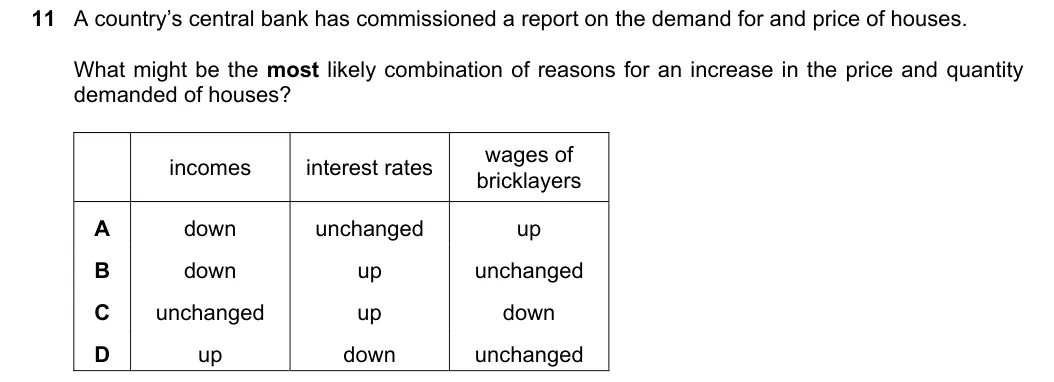 11 A country's central bank has commissioned a report on the demand for and price of houses.
What might be the most likely combination of reasons for an increase in the price and quantity
demanded of houses?
incomes interest rates wages of
bricklayers
A down unchanged up
B down up unchanged
C unchanged up down
D up down unchanged